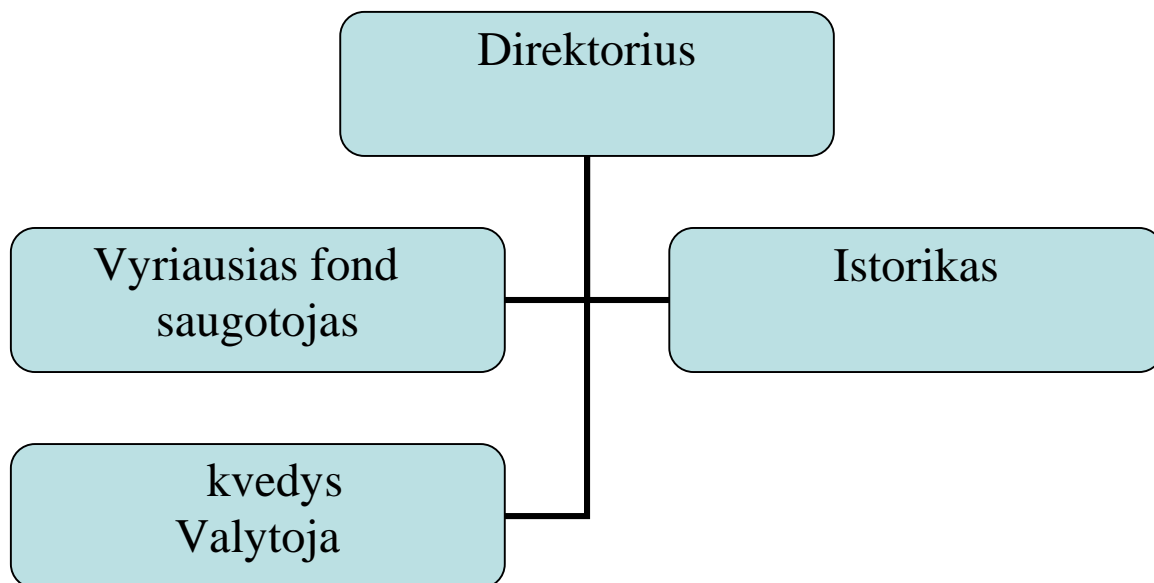 Direktorius
Vyriausias fond
saugotojas
Istorikas
kvedys
Valytoja